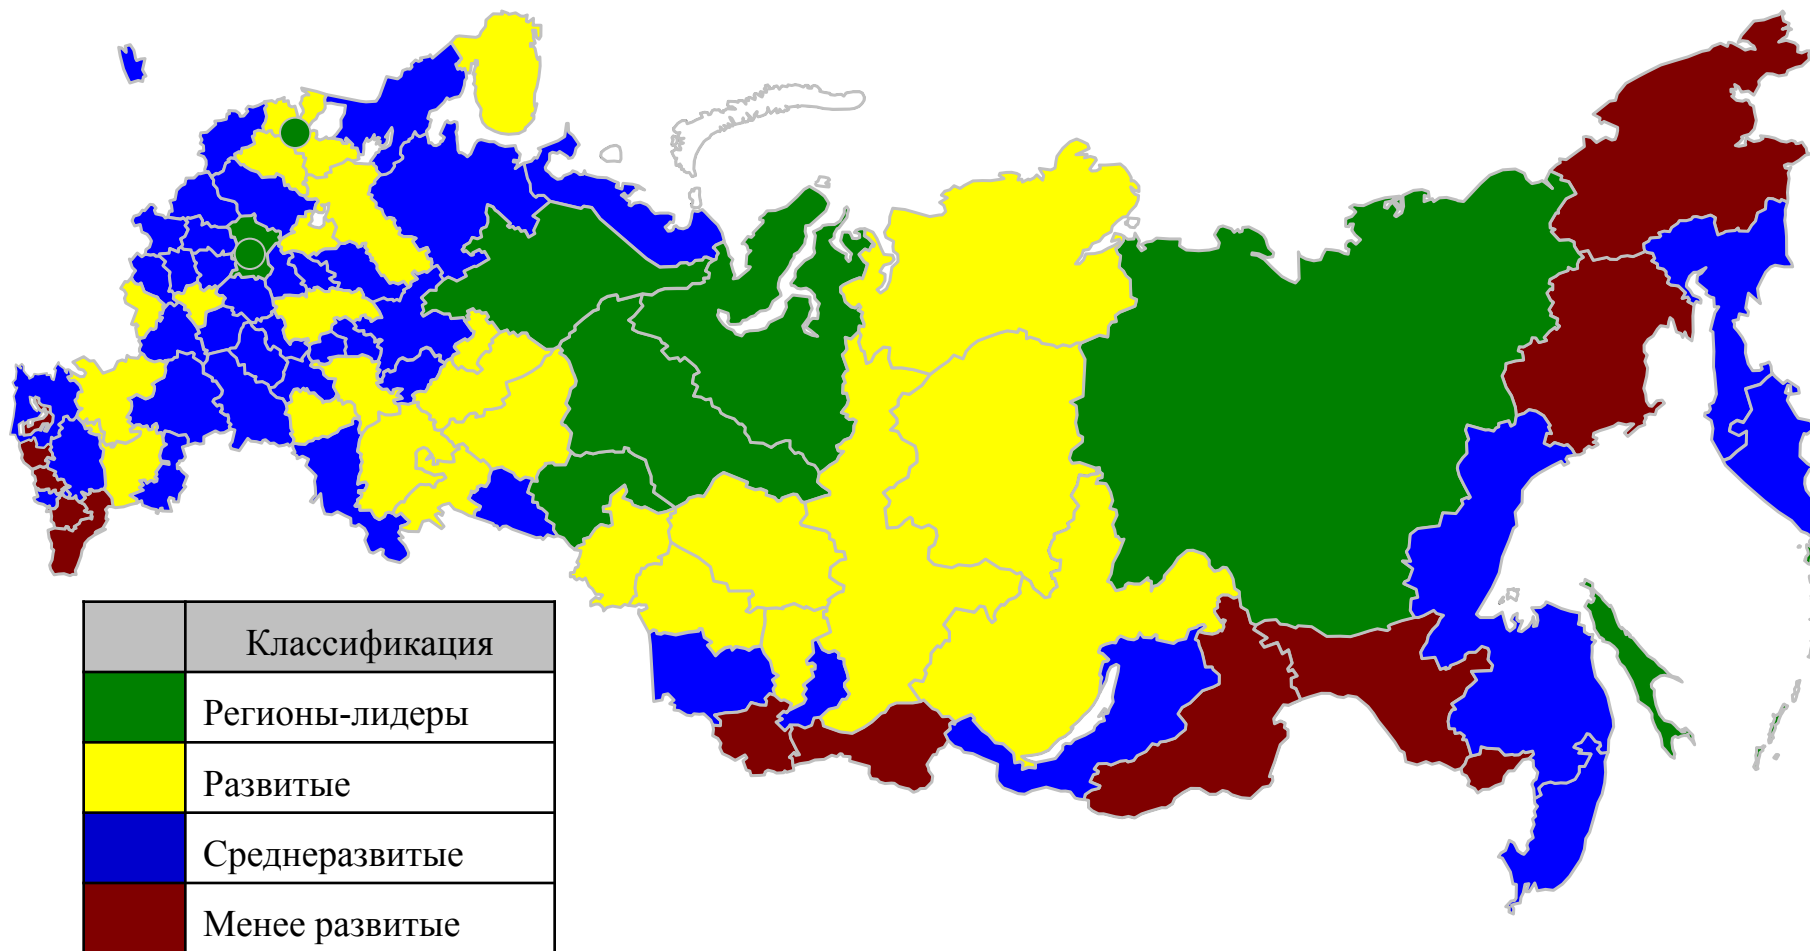 Классификация
Регионы-лидеры
Развитые
Среднеразвитые
Менее развитые